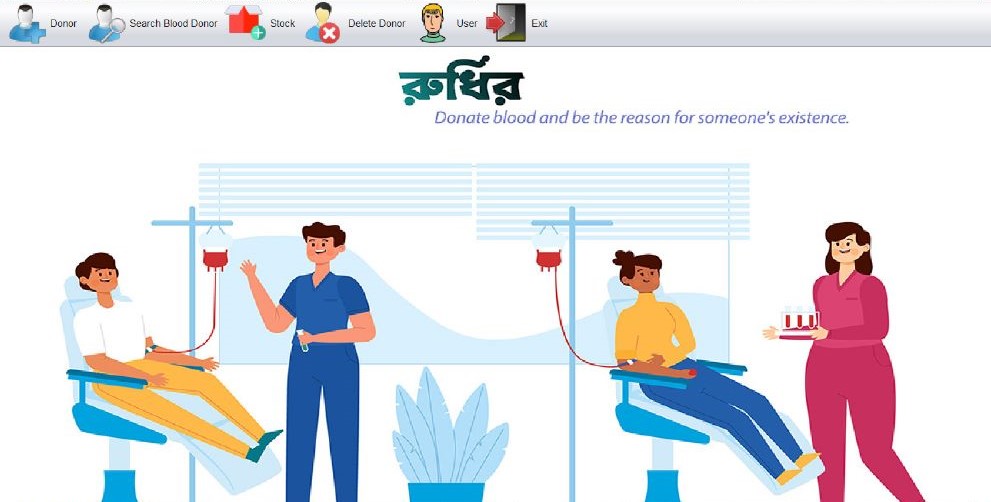 Donor Search Blood Donor Stock Delete Donor User Exit
রুধির
Donate blood and be the reason for someone's existence.